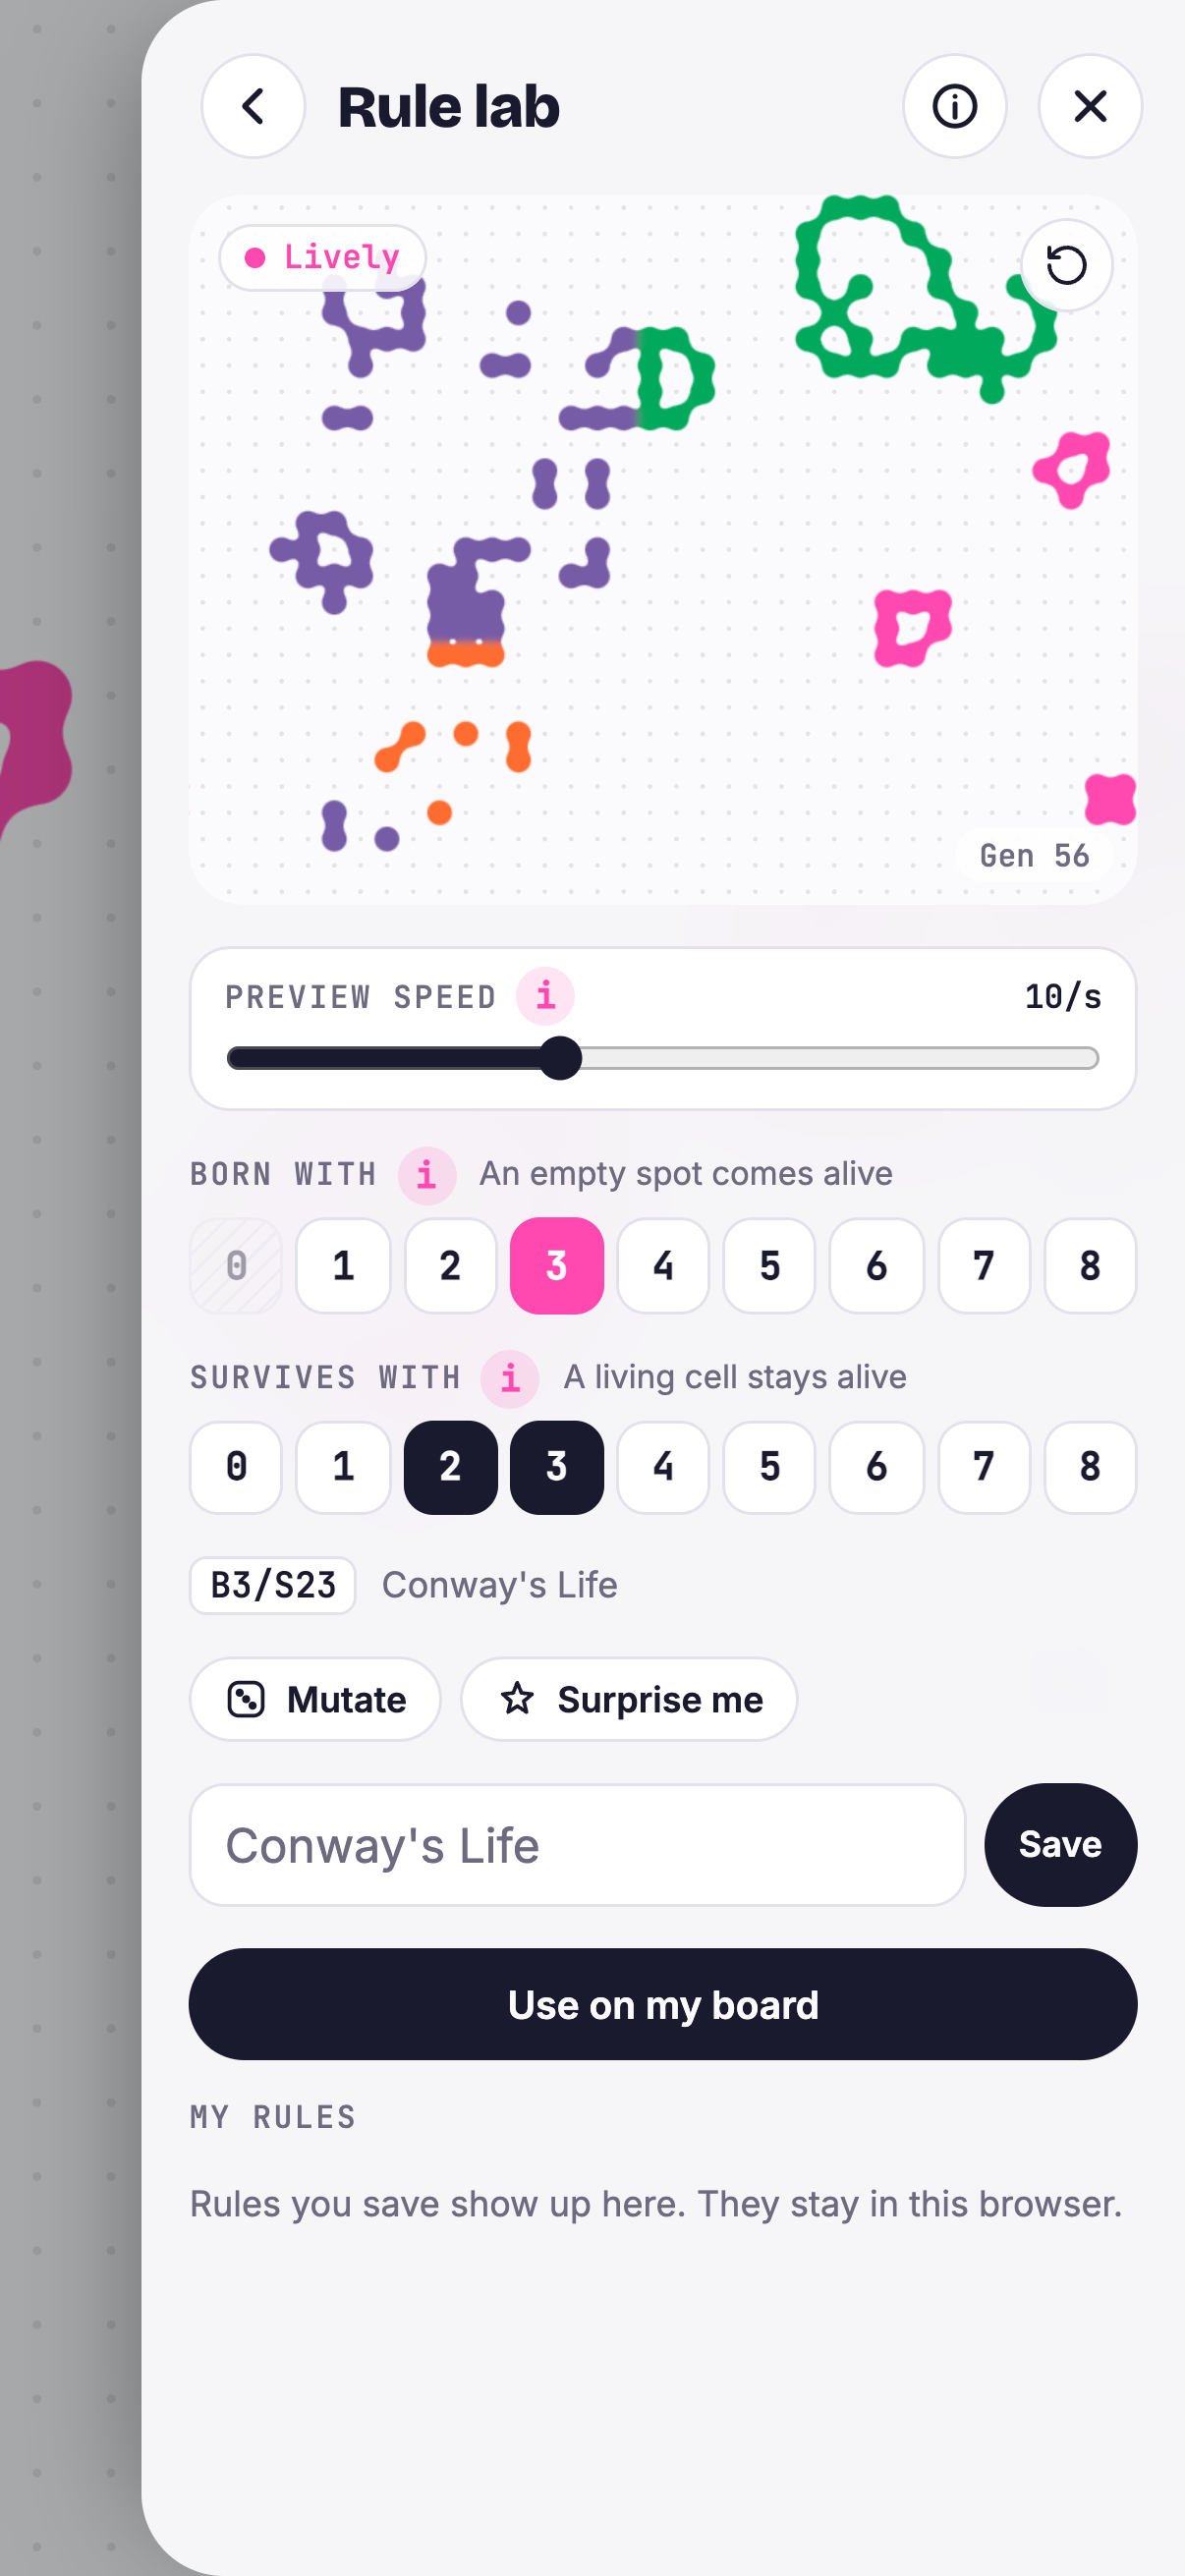 Rule lab
Lively
Gen 56
PREVIEW SPEED i 10/s
BORN WITH i An empty spot comes alive
0 1 2 3 4 5 6 7 8
SURVIVES WITH i A living cell stays alive
0 1 2 3 4 5 6 7 8
B3/S23 Conway's Life
Mutate Surprise me
Conway's Life Save
Use on my board
MY RULES
Rules you save show up here. They stay in this browser.